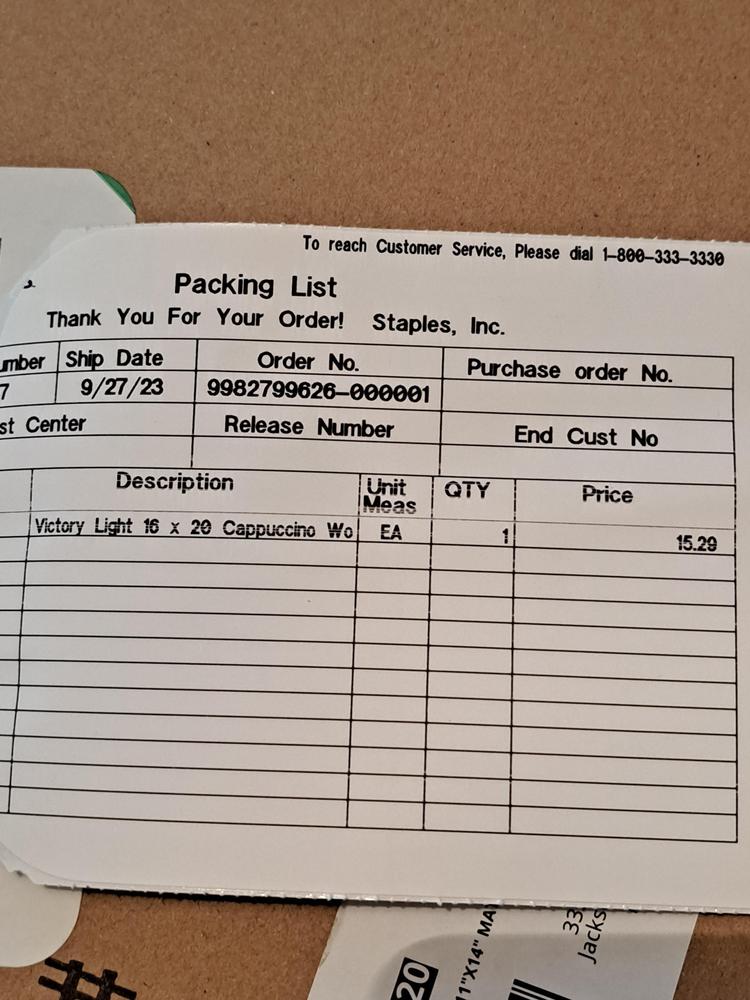 To reach Customer Service, Please dial 1-800-333-3330
Packing List
Thank You For Your Order! Staples, Inc.
umber Ship Date Order No. Purchase order No.
7 9/27/23 9982799626-000001
st Center Release Number End Cust No
Description Unit Meas QTY Price
Victory Light 16 x 20 Cappuccino Wo EA 1 15.29
#
20
11"X14" MA
33
Jacks